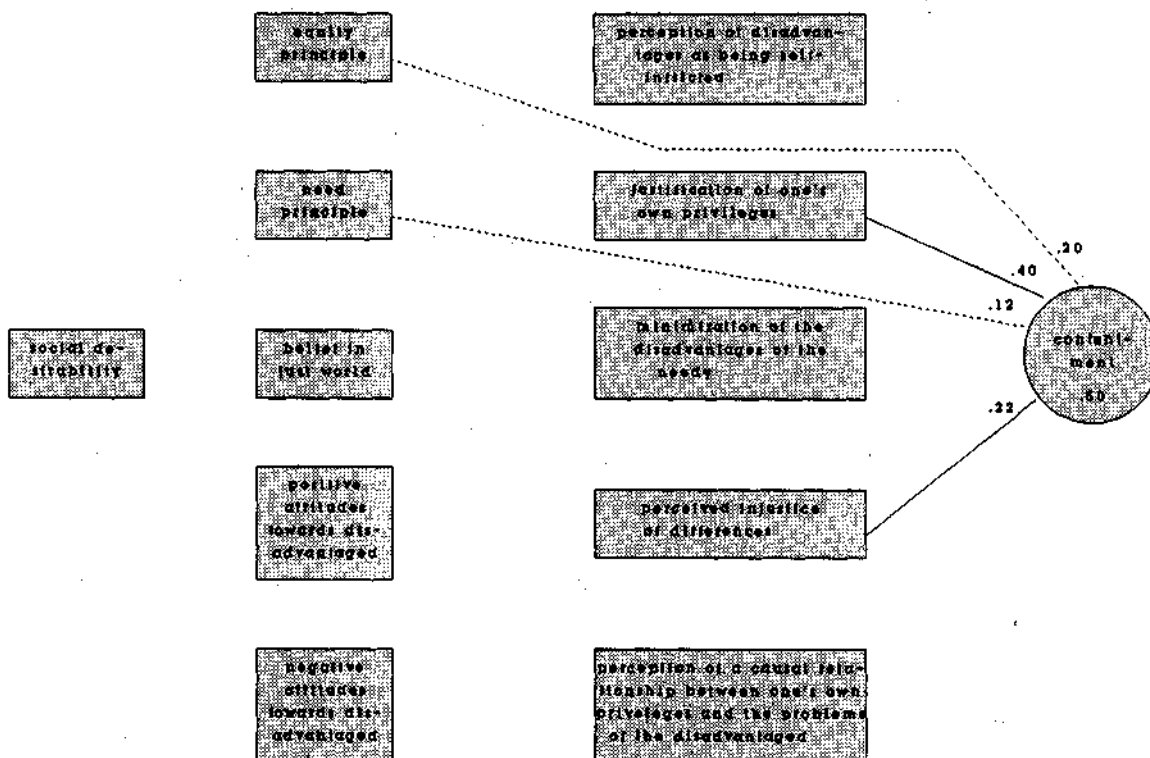 equity
principle
perception of disadvan-
tages as being self-
inflicted
need
principle
justification of one's
own privileges
.20
.40
.12
social de-
sirability
belief in
just world
minimization of the
disadvantages of the
needy
content-
ment
.60
.22
positive
attitudes
towards dis-
advantaged
perceived injustice
of differences
negative
attitudes
towards dis-
advantaged
perception of a causal rela-
tionship between one's own
privileges and the problems
of the disadvantaged